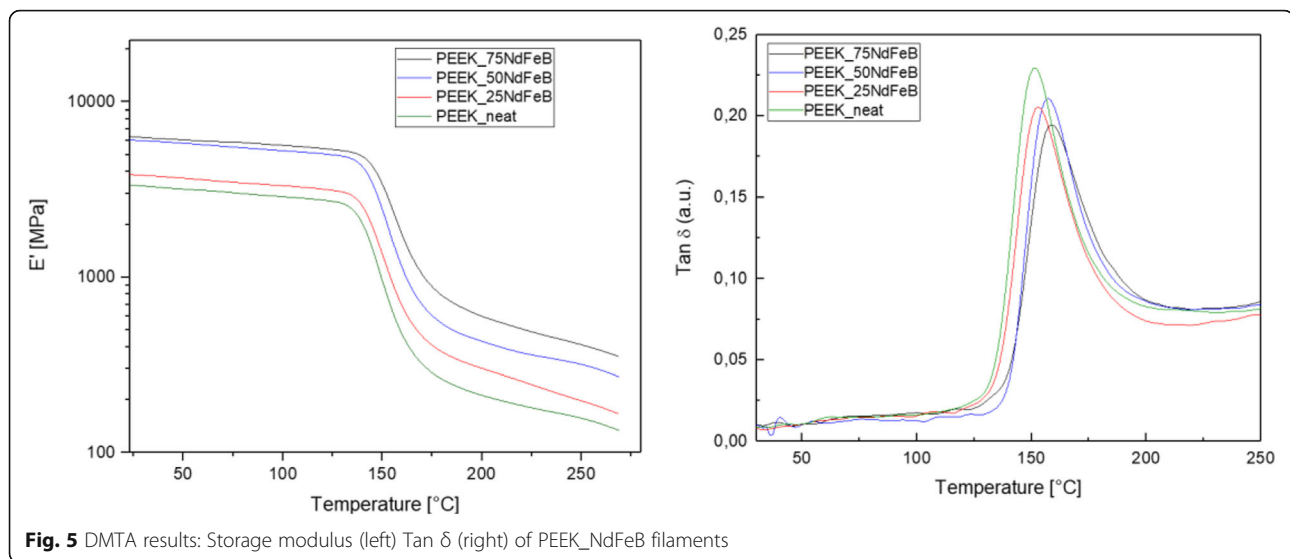 PEEK_75NdFeB
PEEK_50NdFeB
PEEK_25NdFeB
PEEK_neat
10000
1000
100
E' [MPa]
50
100
150
200
250
Temperature [°C]
PEEK_75NdFeB
PEEK_50NdFeB
PEEK_25NdFeB
PEEK_neat
0,25
0,20
0,15
0,10
0,05
0,00
Tan δ (a.u.)
50
100
150
200
250
Temperature [°C]
Fig. 5 DMTA results: Storage modulus (left) Tan δ (right) of PEEK_NdFeB filaments